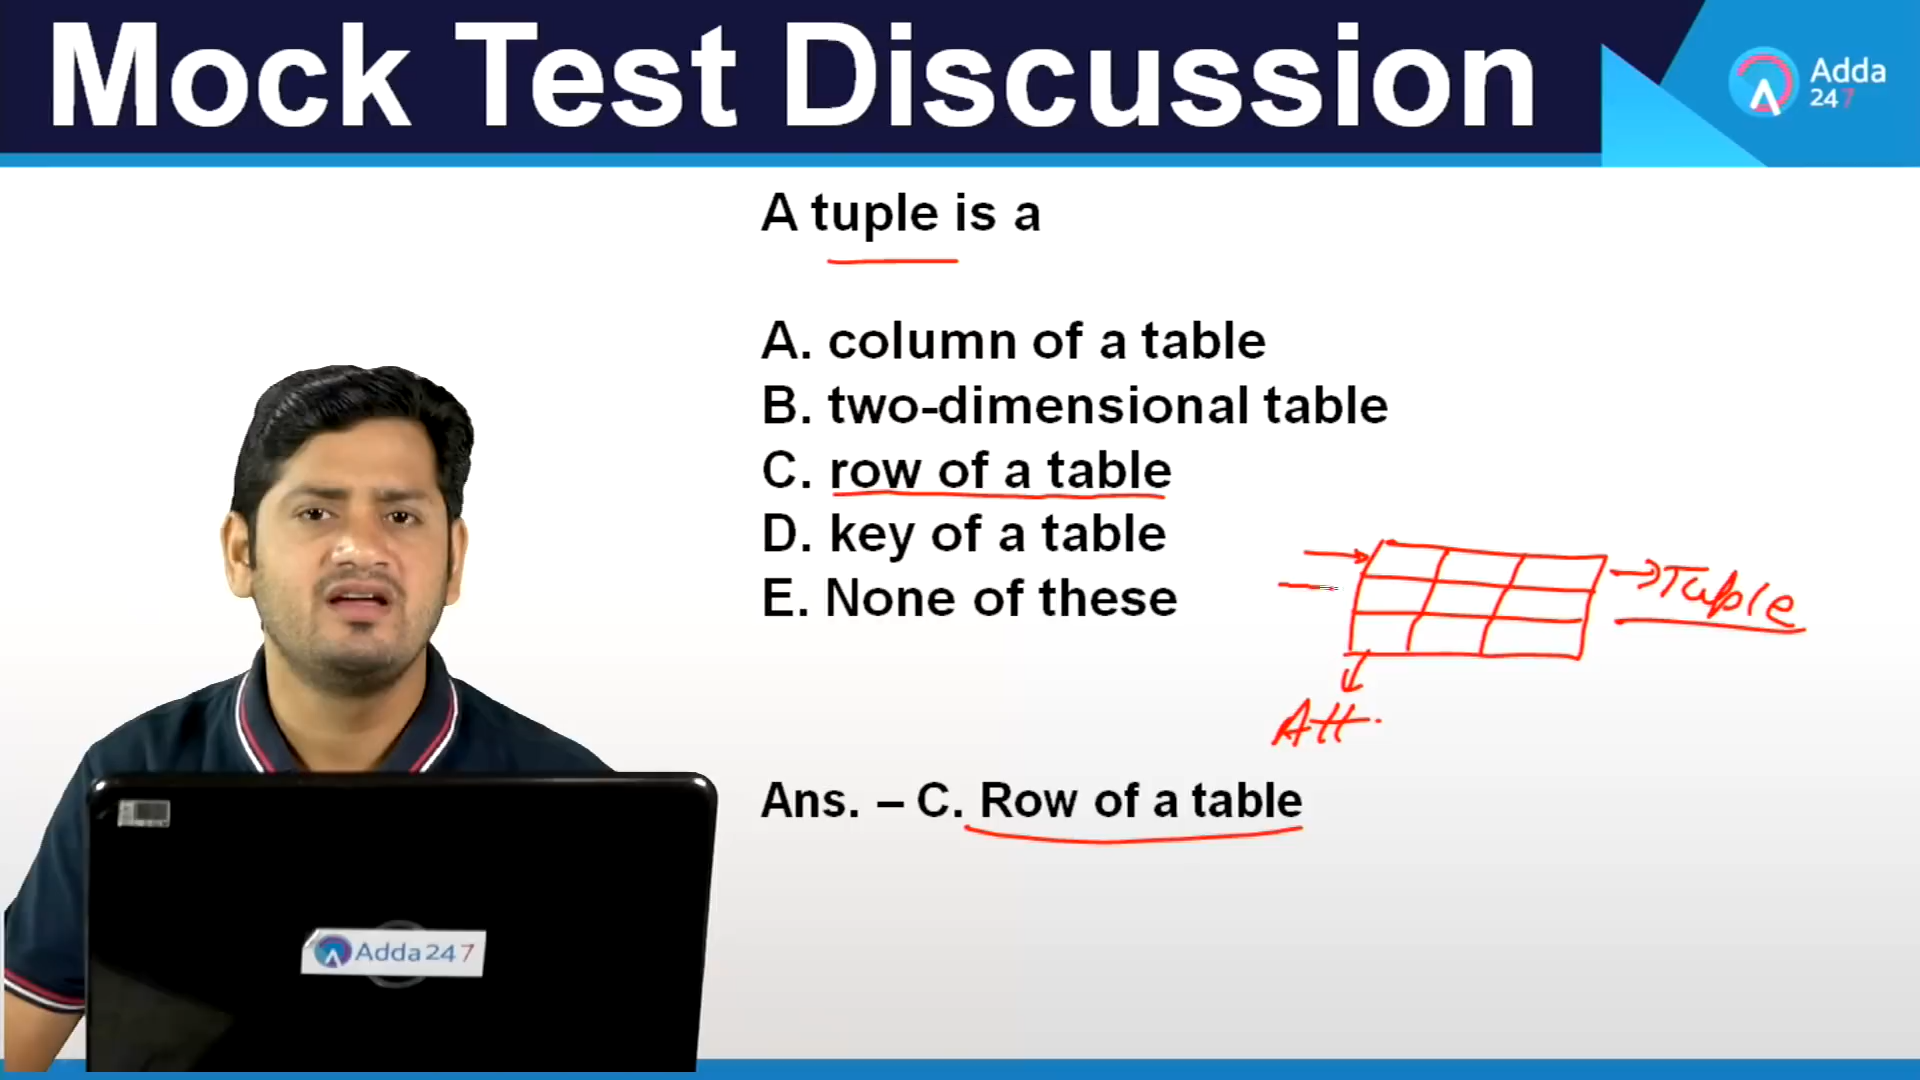 Mock Test Discussion
Adda
247
A tuple is a
A. column of a table
B. two-dimensional table
C. row of a table
D. key of a table
E. None of these
Table
Att.
Ans. – C. Row of a table
Adda247